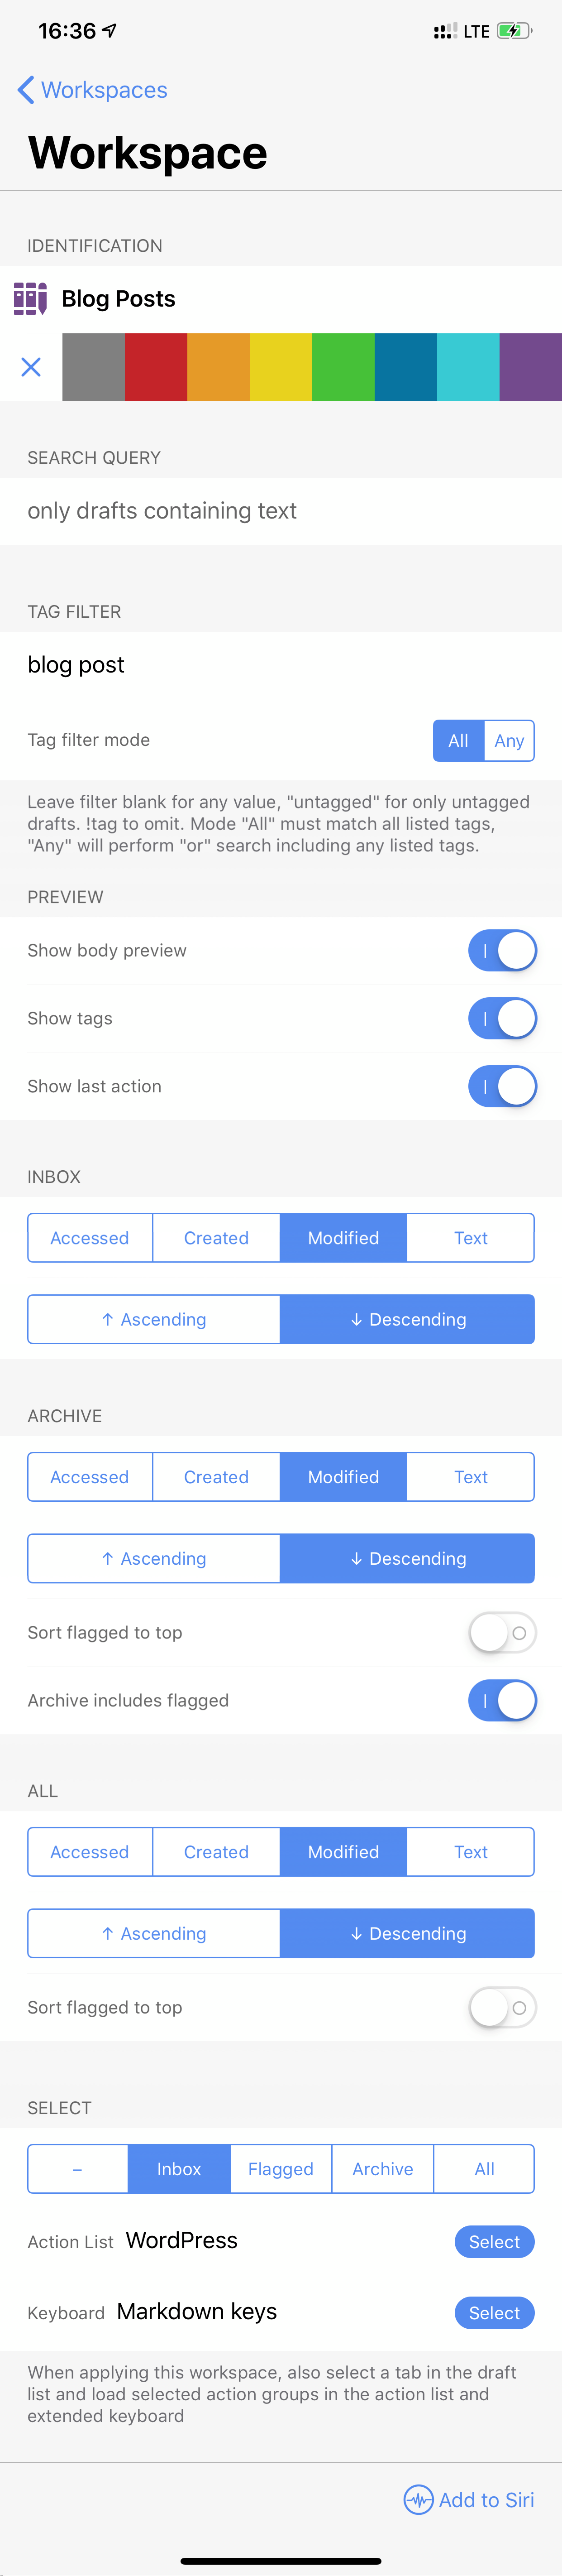 16:36 LTE
Workspaces
Workspace
IDENTIFICATION
Blog Posts
SEARCH QUERY
only drafts containing text
TAG FILTER
blog post
Tag filter mode All Any
Leave filter blank for any value, "untagged" for only untagged
drafts. !tag to omit. Mode "All" must match all listed tags,
"Any" will perform "or" search including any listed tags.
PREVIEW
Show body preview
Show tags
Show last action
INBOX
Accessed Created Modified Text
↑ Ascending ↓ Descending
ARCHIVE
Accessed Created Modified Text
↑ Ascending ↓ Descending
Sort flagged to top
Archive includes flagged
ALL
Accessed Created Modified Text
↑ Ascending ↓ Descending
Sort flagged to top
SELECT
– Inbox Flagged Archive All
Action List WordPress Select
Keyboard Markdown keys Select
When applying this workspace, also select a tab in the draft
list and load selected action groups in the action list and
extended keyboard
Add to Siri